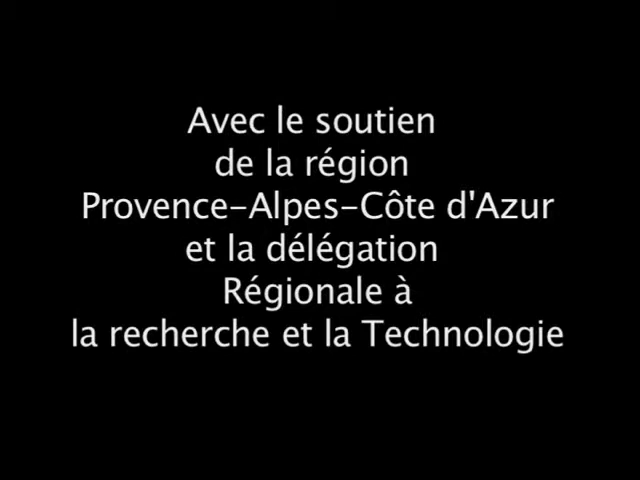 Avec le soutien
de la région
Provence-Alpes-Côte d'Azur
et la délégation
Régionale à
la recherche et la Technologie